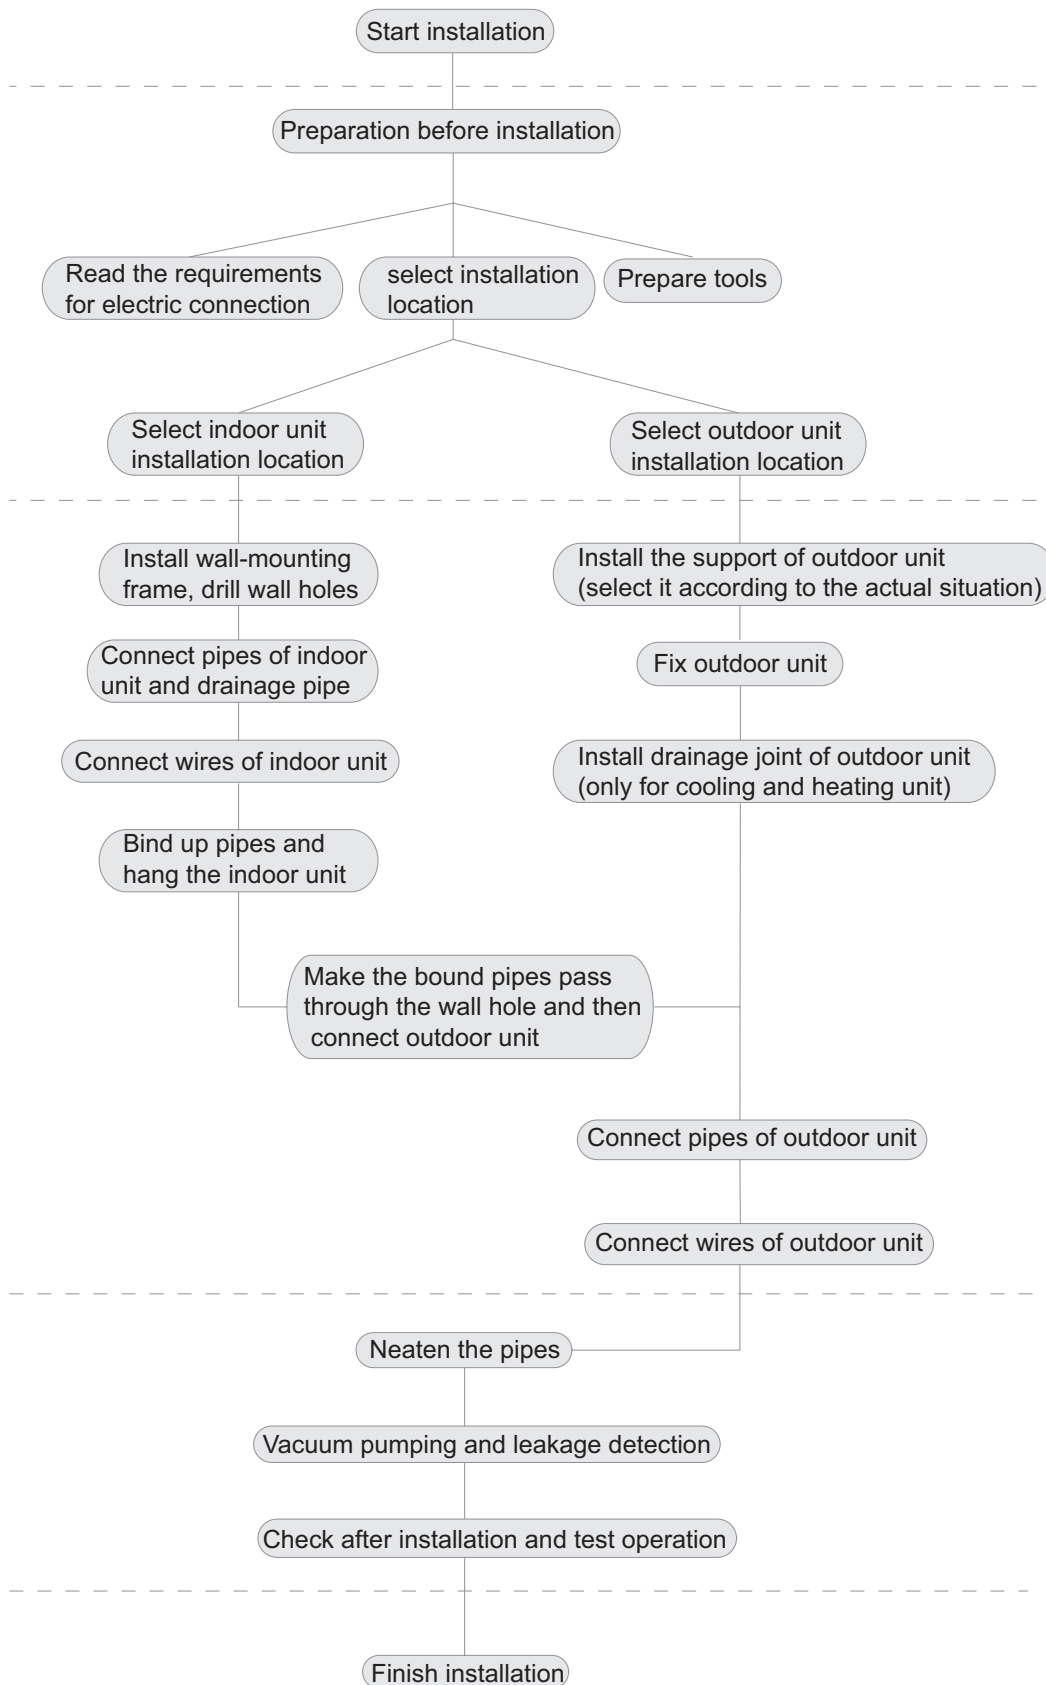 Start installation
Preparation before installation
Read the requirements
for electric connection
select installation
location
Prepare tools
Select indoor unit
installation location
Select outdoor unit
installation location
Install wall-mounting
frame, drill wall holes
Install the support of outdoor unit
(select it according to the actual situation)
Connect pipes of indoor
unit and drainage pipe
Fix outdoor unit
Connect wires of indoor unit
Install drainage joint of outdoor unit
(only for cooling and heating unit)
Bind up pipes and
hang the indoor unit
Make the bound pipes pass
through the wall hole and then
connect outdoor unit
Connect pipes of outdoor unit
Connect wires of outdoor unit
Neaten the pipes
Vacuum pumping and leakage detection
Check after installation and test operation
Finish installation